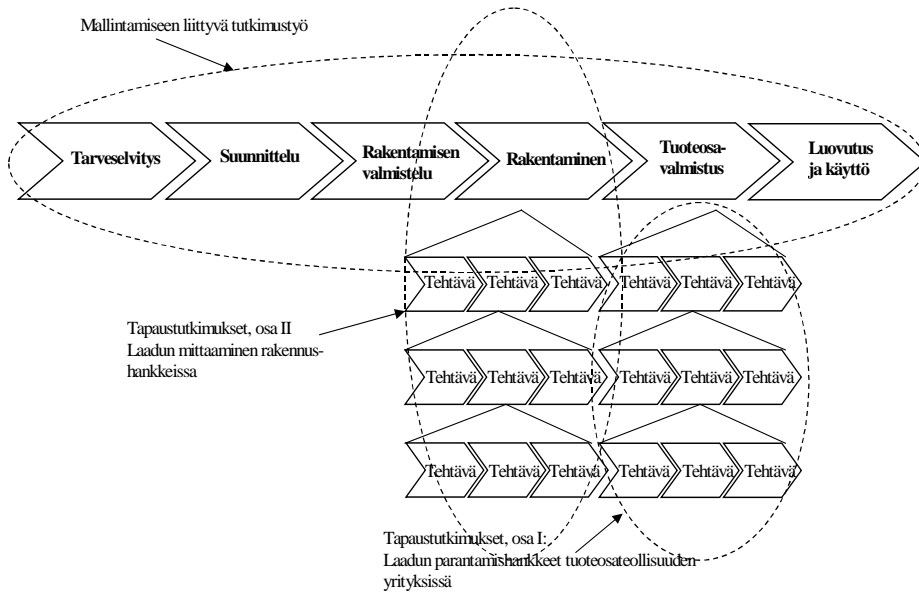 Mallintamiseen liittyvä tutkimustyö
Tarveselvitys
Suunnittelu
Rakentamisen
valmistelu
Rakentaminen
Tuoteosa-
valmistus
Luovutus
ja käyttö
Tehtävä Tehtävä Tehtävä Tehtävä Tehtävä Tehtävä
Tapaustutkimukset, osa II
Laadun mittaaminen rakennus-
hankkeissa
Tehtävä Tehtävä Tehtävä Tehtävä Tehtävä Tehtävä
Tehtävä Tehtävä Tehtävä Tehtävä Tehtävä Tehtävä
Tapaustutkimukset, osa I:
Laadun parantamishankkeet tuoteosateollisuuden
yrityksissä